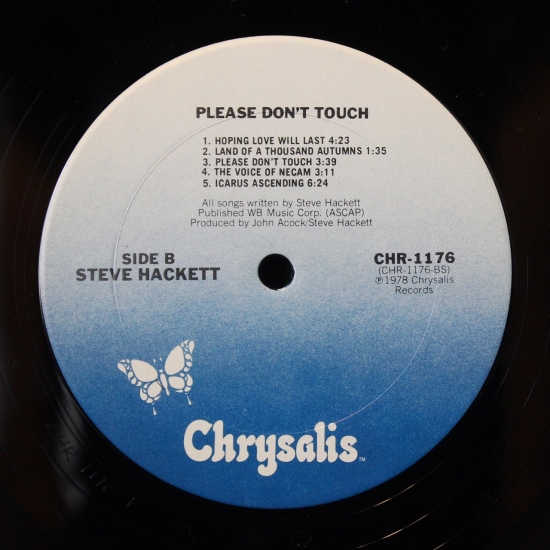 PLEASE DON'T TOUCH
1. HOPING LOVE WILL LAST 4:23
2. LAND OF A THOUSAND AUTUMNS 1:35
3. PLEASE DON'T TOUCH 3:39
4. THE VOICE OF NECAM 3:11
5. ICARUS ASCENDING 6:24
All songs written by Steve Hackett
Published WB Music Corp. (ASCAP)
Produced by John Acock/Steve Hackett
SIDE B
STEVE HACKETT
CHR-1176
(CHR-1176-BS)
℗1978 Chrysalis
Records
Chrysalis™